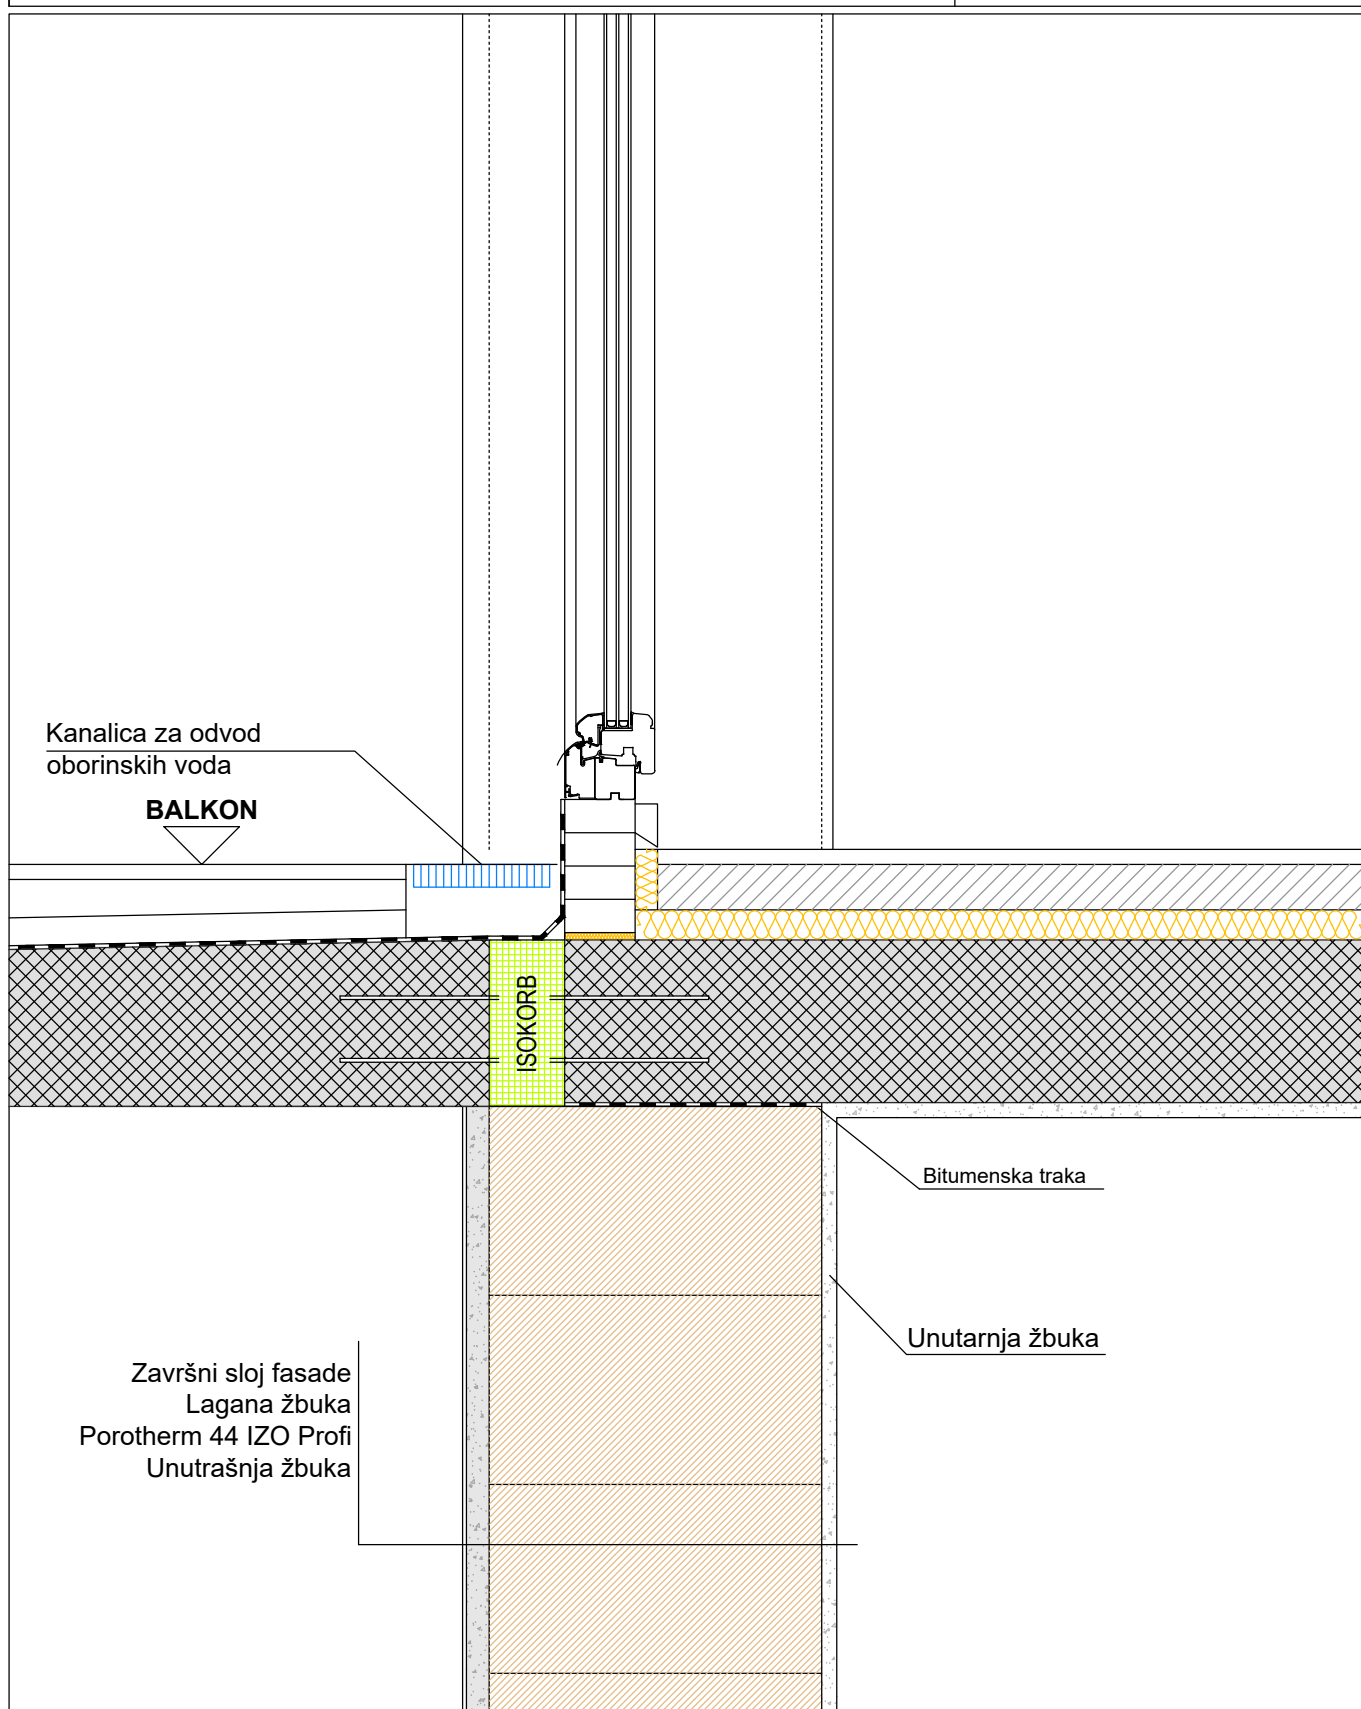 Kanalica za odvod
oborinskih voda
BALKON
ISOKORB
Bitumenska traka
Unutarnja žbuka
Završni sloj fasade
Lagana žbuka
Porotherm 44 IZO Profi
Unutrašnja žbuka